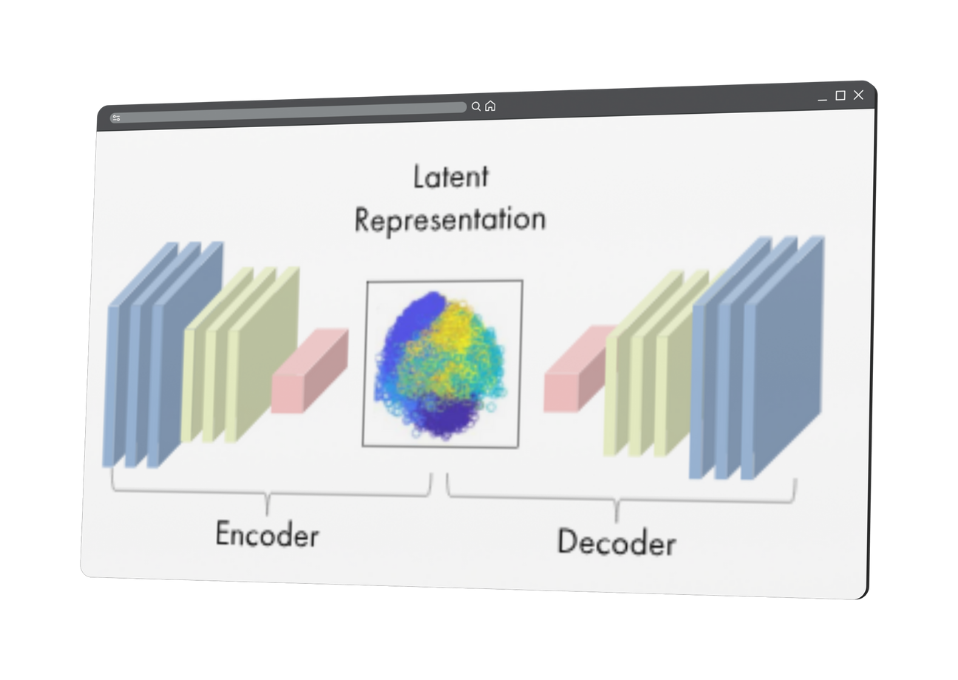 Latent
Representation
Encoder
Decoder